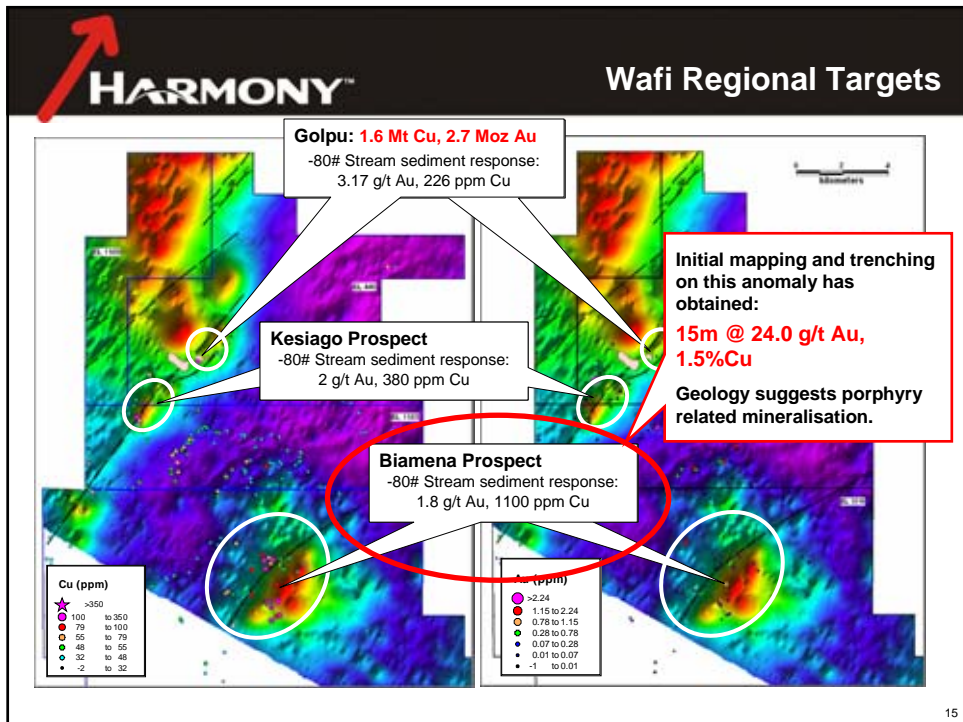 HARMONY™
Wafi Regional Targets
Golpu: 1.6 Mt Cu, 2.7 Moz Au
-80# Stream sediment response:
3.17 g/t Au, 226 ppm Cu
kilometers
Initial mapping and trenching
on this anomaly has
obtained:
15m @ 24.0 g/t Au,
1.5%Cu
Geology suggests porphyry
related mineralisation.
Kesiago Prospect
-80# Stream sediment response:
2 g/t Au, 380 ppm Cu
Biamena Prospect
-80# Stream sediment response:
1.8 g/t Au, 1100 ppm Cu
Cu (ppm)
>350
100 to 350
79 to 100
55 to 79
48 to 55
32 to 48
-2 to 32
Au (ppm)
>2.24
1.15 to 2.24
0.78 to 1.15
0.28 to 0.78
0.07 to 0.28
0.01 to 0.07
-1 to 0.01
15